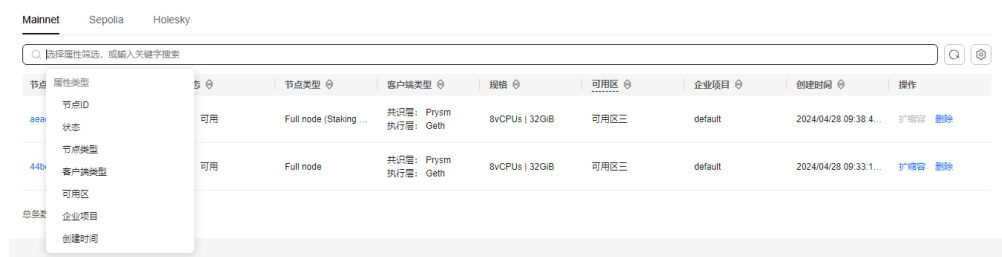 Mainnet Sepolia Holesky
选择属性筛选，或输入关键字搜索
节点 态 节点类型 客户端类型 规格 可用区 企业项目 创建时间 操作
属性类型
节点ID
状态
节点类型
客户端类型
可用区
企业项目
创建时间
aea 可用 Full node (Staking ... 共识层： Prysm 8vCPUs | 32GiB 可用区三 default 2024/04/28 09:38:4... 扩缩容 删除
执行层： Geth
44b 可用 Full node 共识层： Prysm 8vCPUs | 32GiB 可用区三 default 2024/04/28 09:33:1... 扩缩容 删除
执行层： Geth
总条数